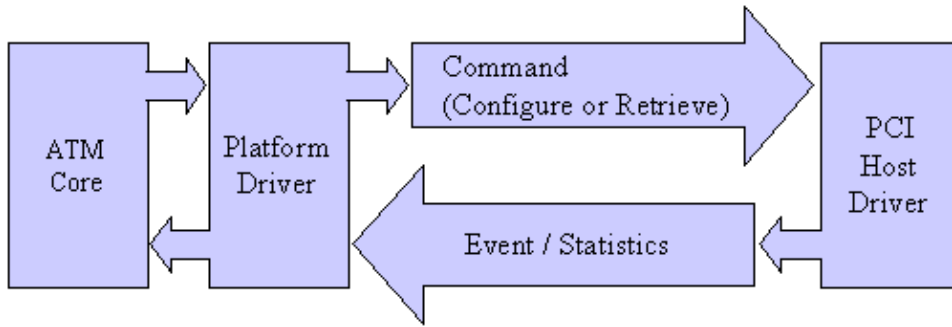 ATM
Core
Platform
Driver
Command
(Configure or Retrieve)
Event / Statistics
PCI
Host
Driver